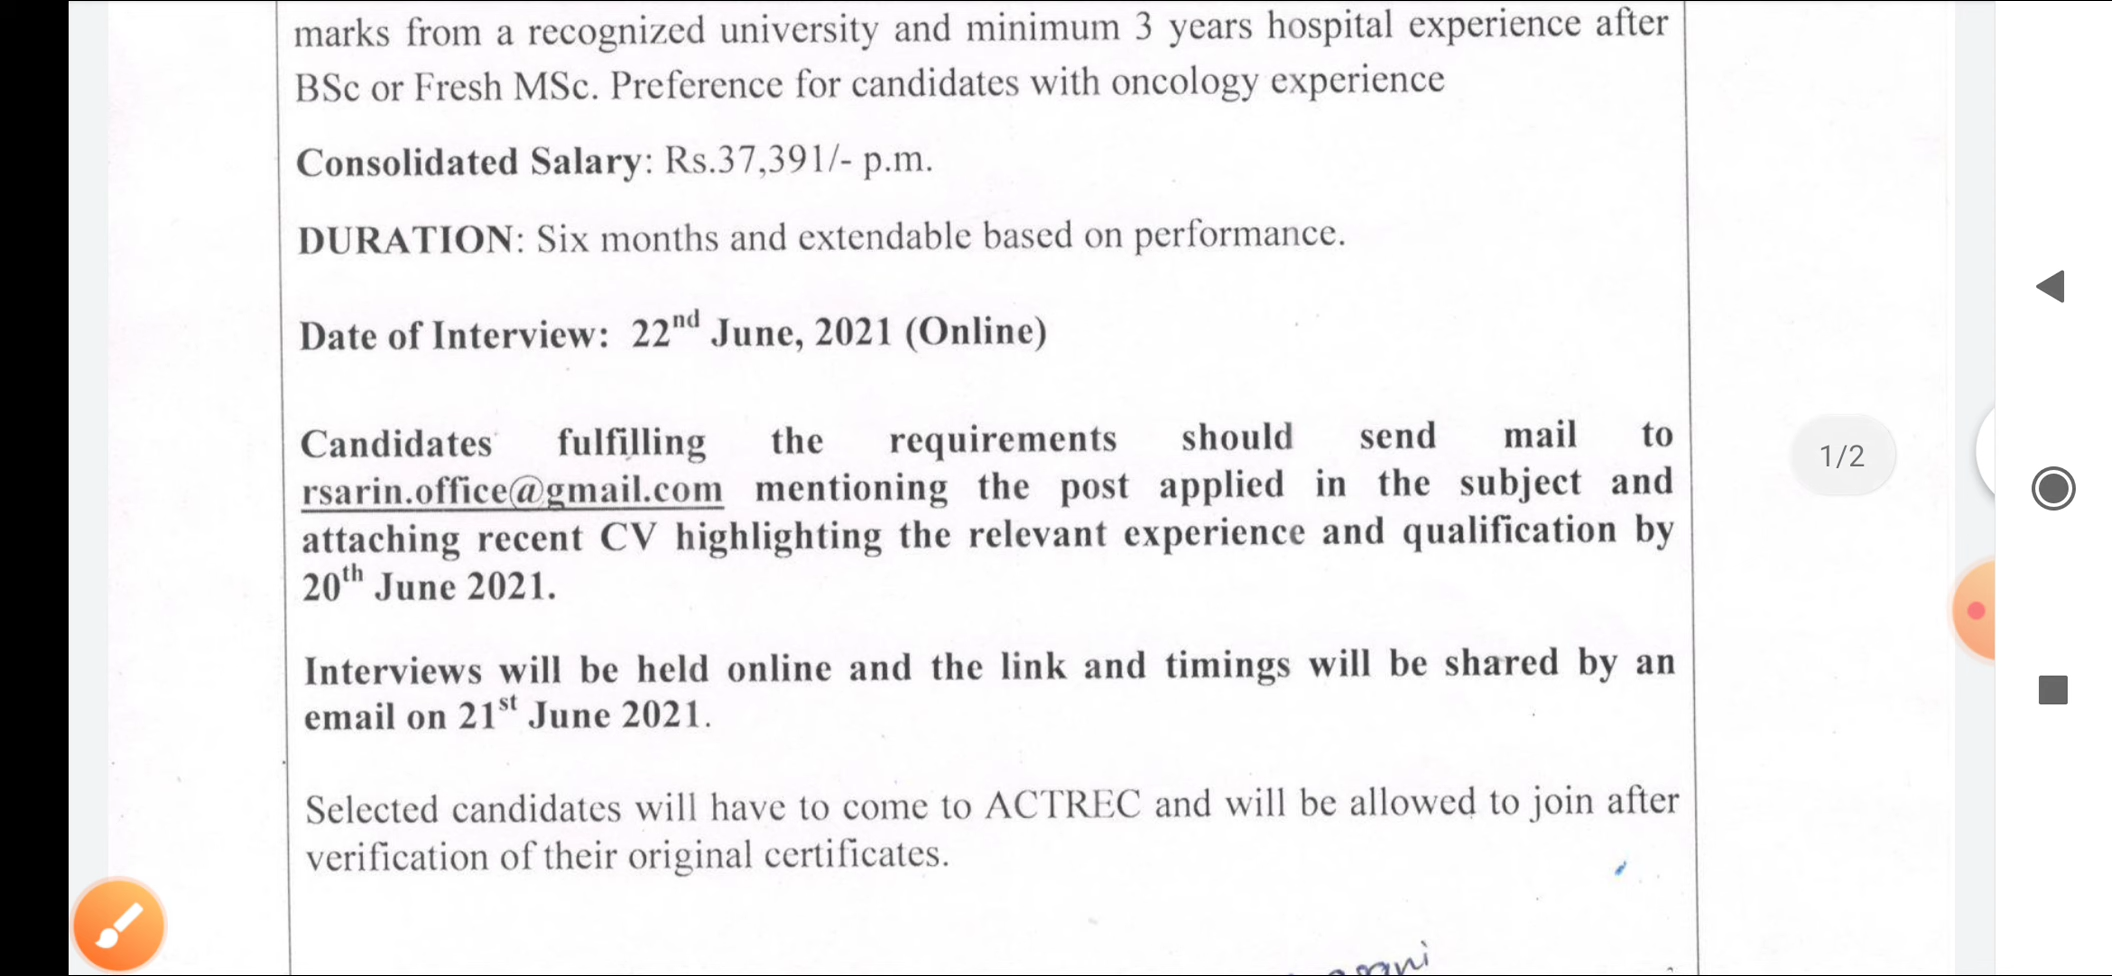 marks from a recognized university and minimum 3 years hospital experience after
BSc or Fresh MSc. Preference for candidates with oncology experience
Consolidated Salary: Rs.37,391/- p.m.
DURATION: Six months and extendable based on performance.
Date of Interview: 22nd June, 2021 (Online)
Candidates fulfilling the requirements should send mail to
rsarin.office@gmail.com mentioning the post applied in the subject and
attaching recent CV highlighting the relevant experience and qualification by
20th June 2021.
1/2
Interviews will be held online and the link and timings will be shared by an
email on 21st June 2021.
Selected candidates will have to come to ACTREC and will be allowed to join after
verification of their original certificates.